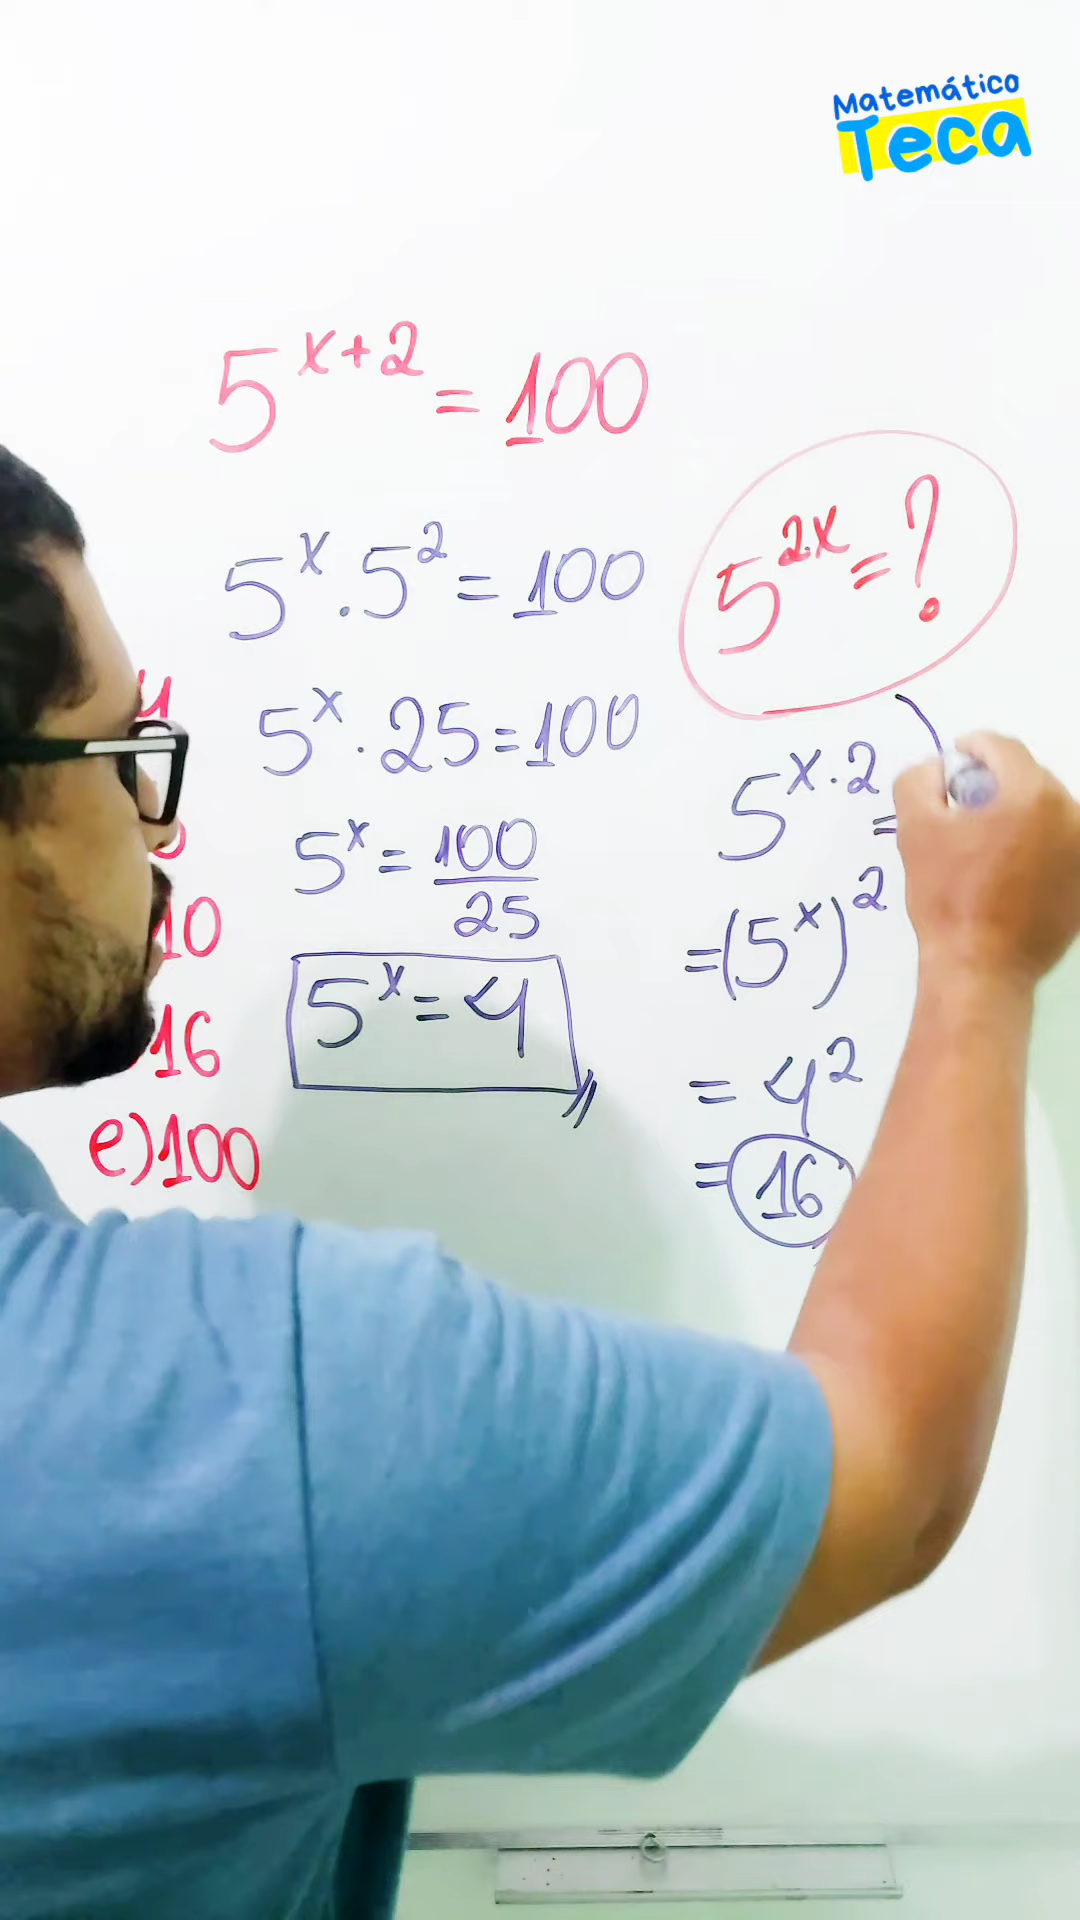 Matemático
Teca
5^{x+2} = 100
5^x . 5^2 = 100
5^{2x} = ?
5^x . 25 = 100
5^x = 100/25
5^x = 4
4
10
16
e) 100
5^{x . 2} =
= (5^x)^2
= 4^2
= 16